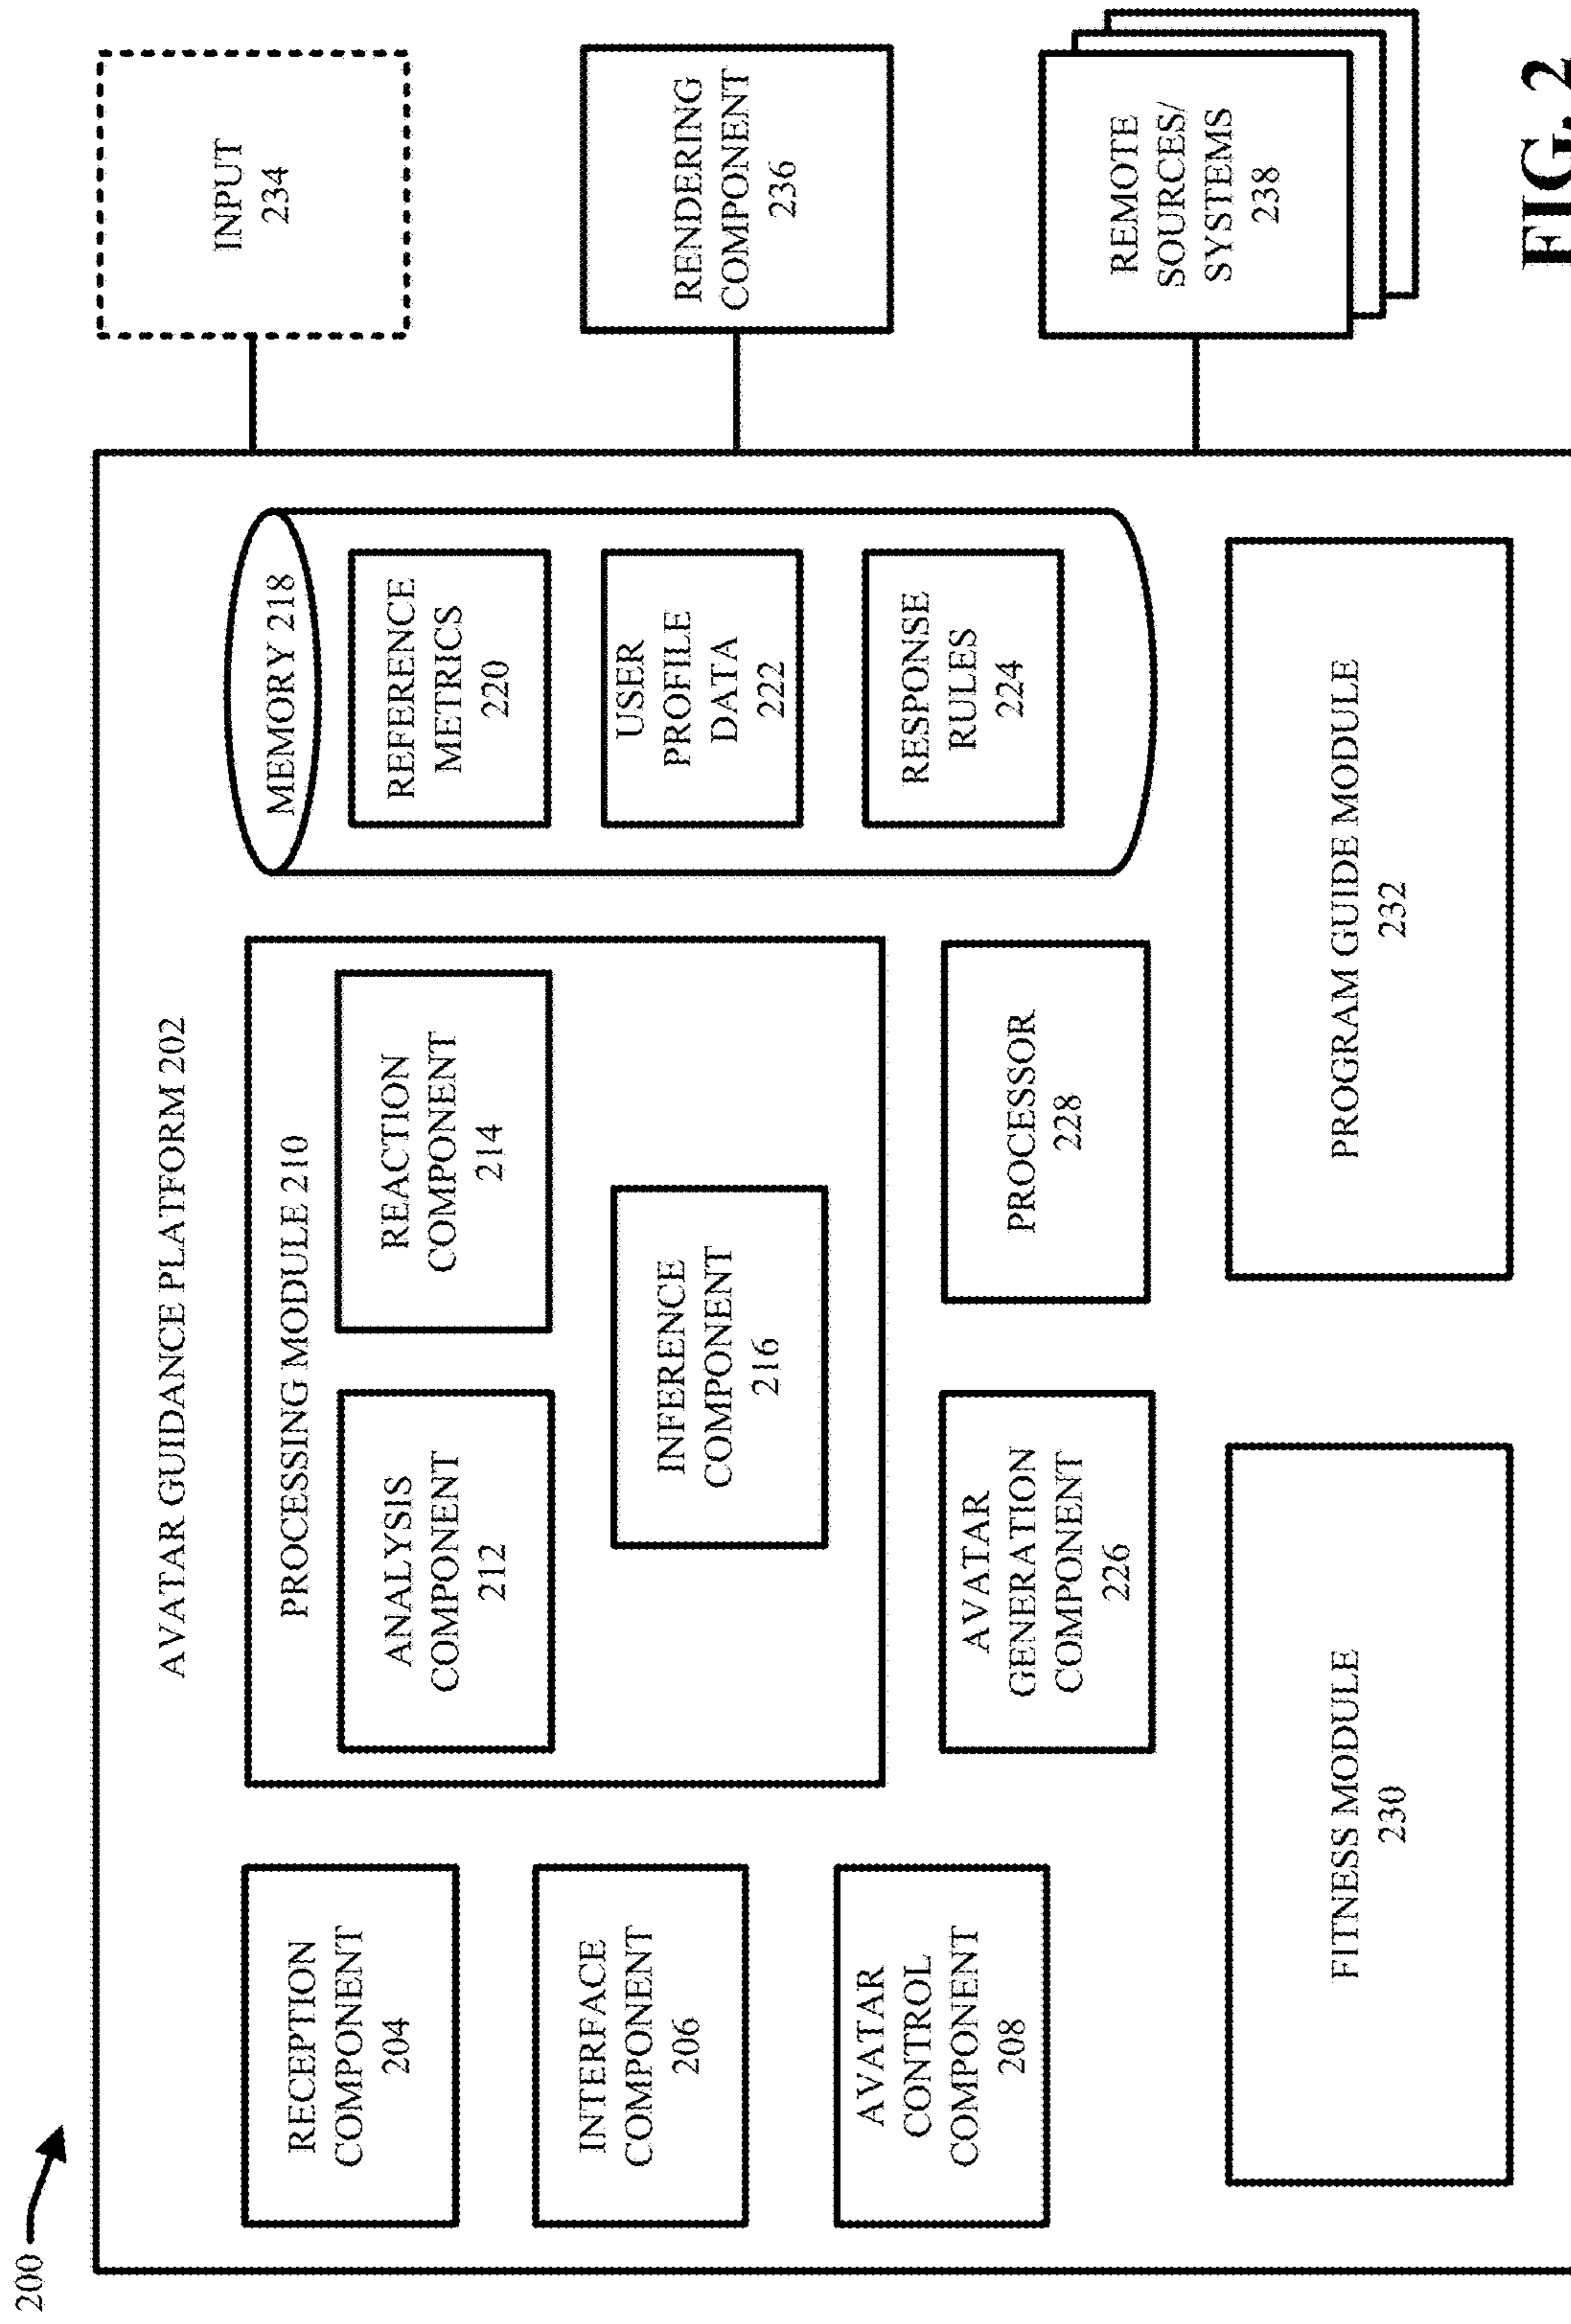 200
AVATAR GUIDANCE PLATFORM 202
RECEPTION
COMPONENT
204
INTERFACE
COMPONENT
206
AVATAR
CONTROL
COMPONENT
208
PROCESSING MODULE 210
ANALYSIS
COMPONENT
212
REACTION
COMPONENT
214
INFERENCE
COMPONENT
216
MEMORY 218
REFERENCE
METRICS
220
USER
PROFILE
DATA
222
RESPONSE
RULES
224
AVATAR
GENERATION
COMPONENT
226
PROCESSOR
228
FITNESS MODULE
230
PROGRAM GUIDE MODULE
232
INPUT
234
RENDERING
COMPONENT
236
REMOTE
SOURCES/
SYSTEMS
238
FIG. 2